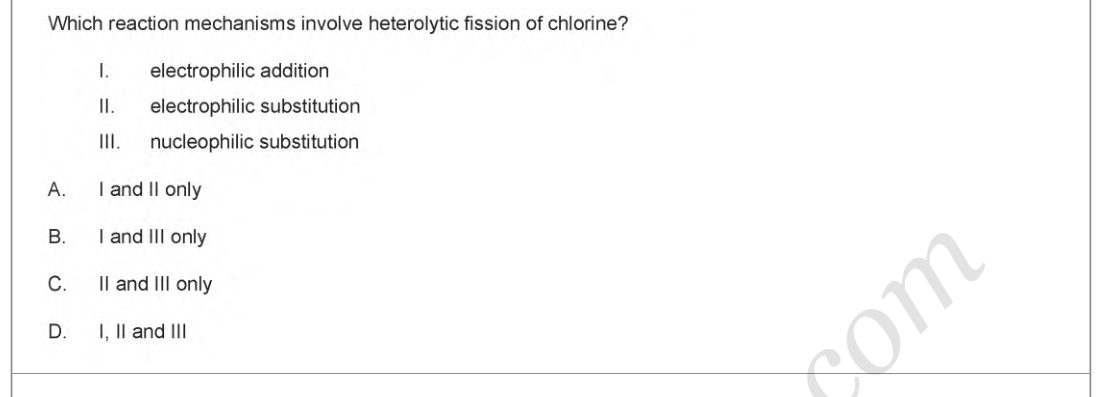 Which reaction mechanisms involve heterolytic fission of chlorine?
I. electrophilic addition
II. electrophilic substitution
III. nucleophilic substitution
A. I and II only
B. I and III only
C. II and III only
D. I, II and III
com